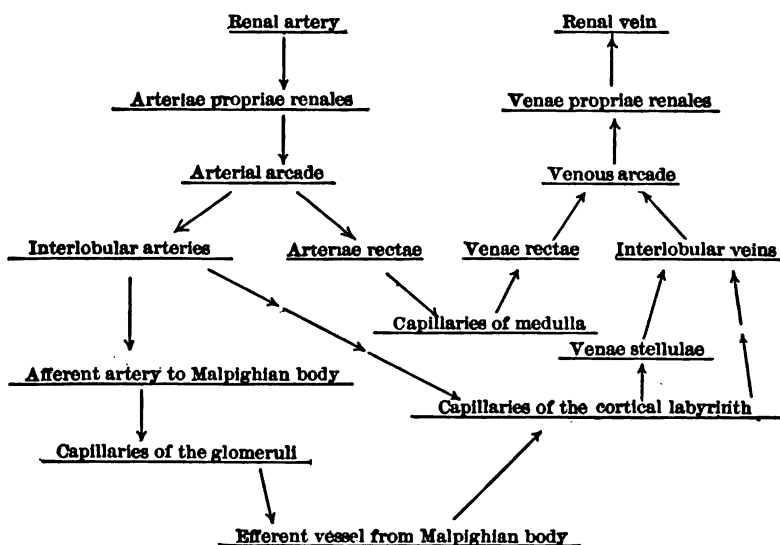 Renal artery
Renal vein
Arteriae propriae renales
Venae propriae renales
Arterial arcade
Venous arcade
Interlobular arteries
Arteriae rectae
Venae rectae
Interlobular veins
Capillaries of medulla
Venae stellulae
Afferent artery to Malpighian body
Capillaries of the cortical labyrinth
Capillaries of the glomeruli
Efferent vessel from Malpighian body